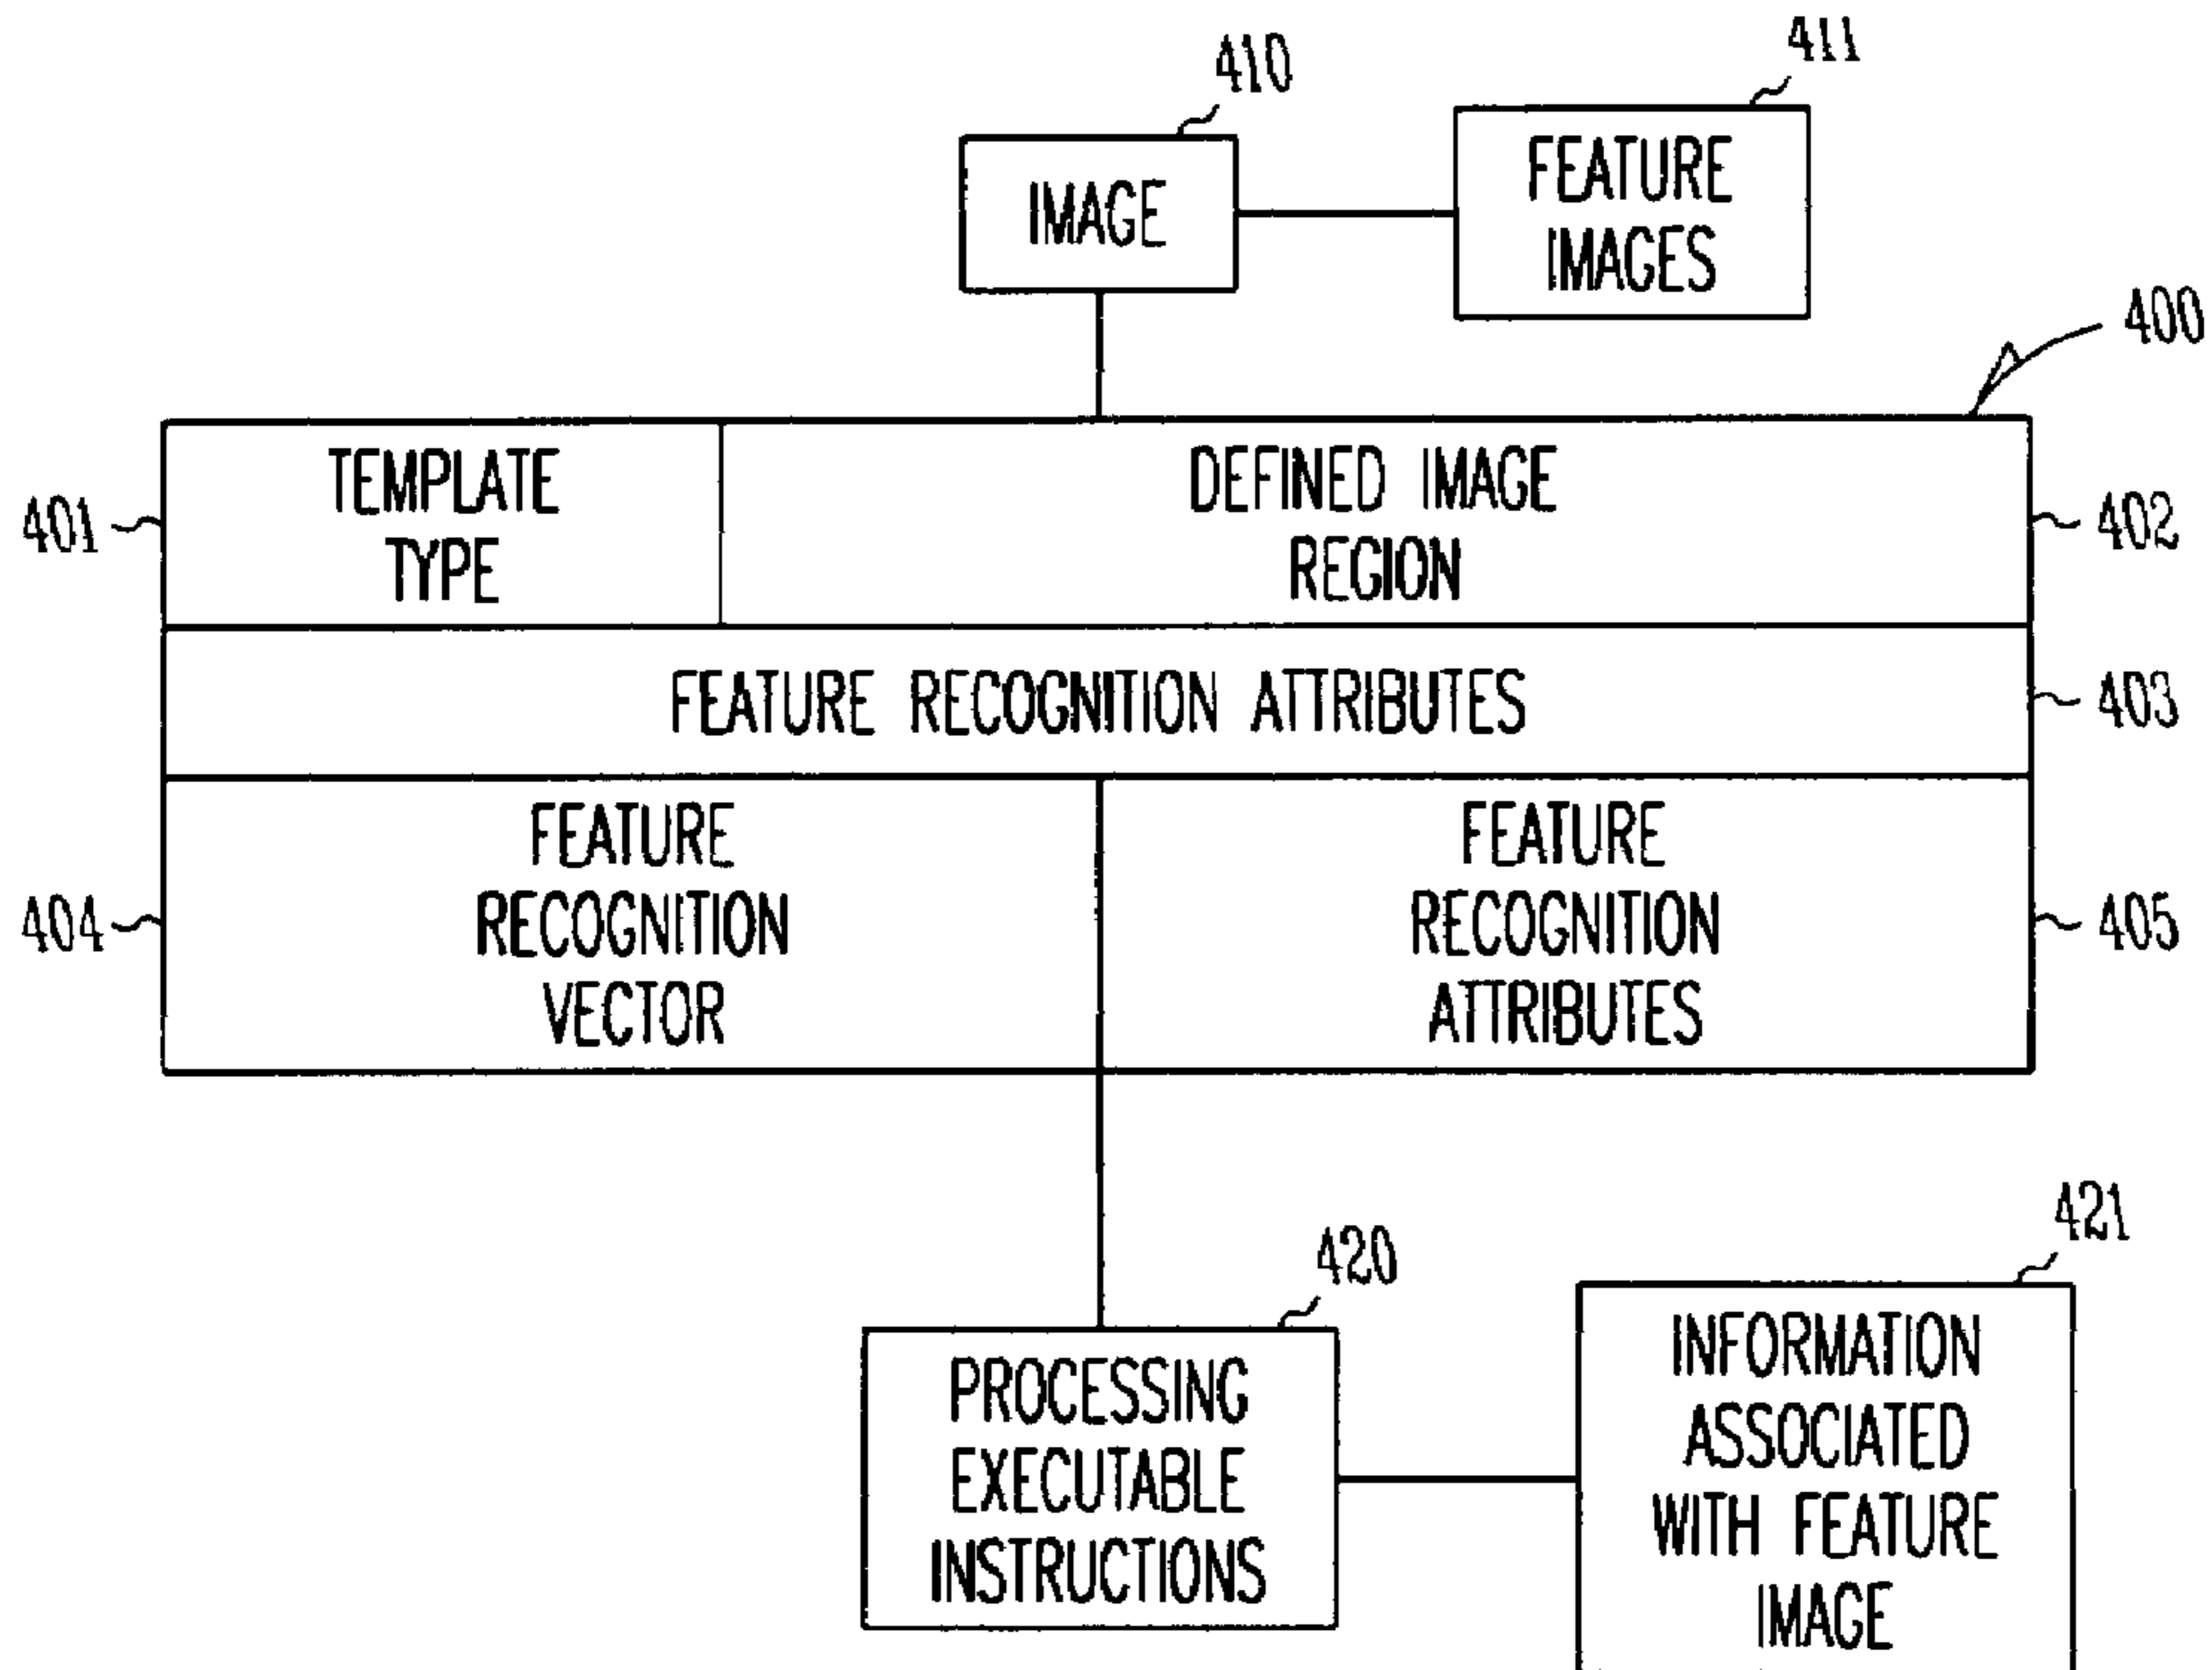 410
411
IMAGE
FEATURE
IMAGES
400
401
TEMPLATE
TYPE
DEFINED IMAGE
REGION
402
FEATURE RECOGNITION ATTRIBUTES
403
404
FEATURE
RECOGNITION
VECTOR
FEATURE
RECOGNITION
ATTRIBUTES
405
420
421
PROCESSING
EXECUTABLE
INSTRUCTIONS
INFORMATION
ASSOCIATED
WITH FEATURE
IMAGE